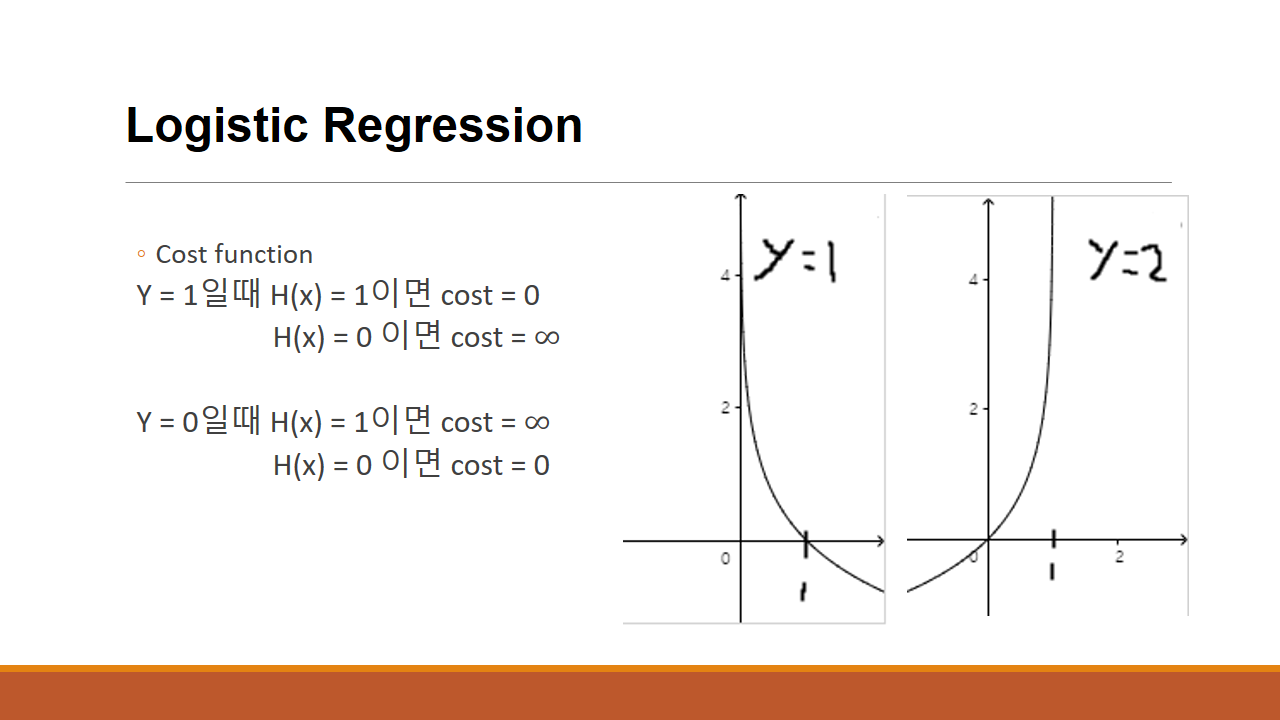 Logistic Regression
Cost function
Y = 1일때 H(x) = 1이면 cost = 0
H(x) = 0 이면 cost = ∞
Y = 0일때 H(x) = 1이면 cost = ∞
H(x) = 0 이면 cost = 0
Y=1
4
2
0
1
Y=2
4
2
0
1
2